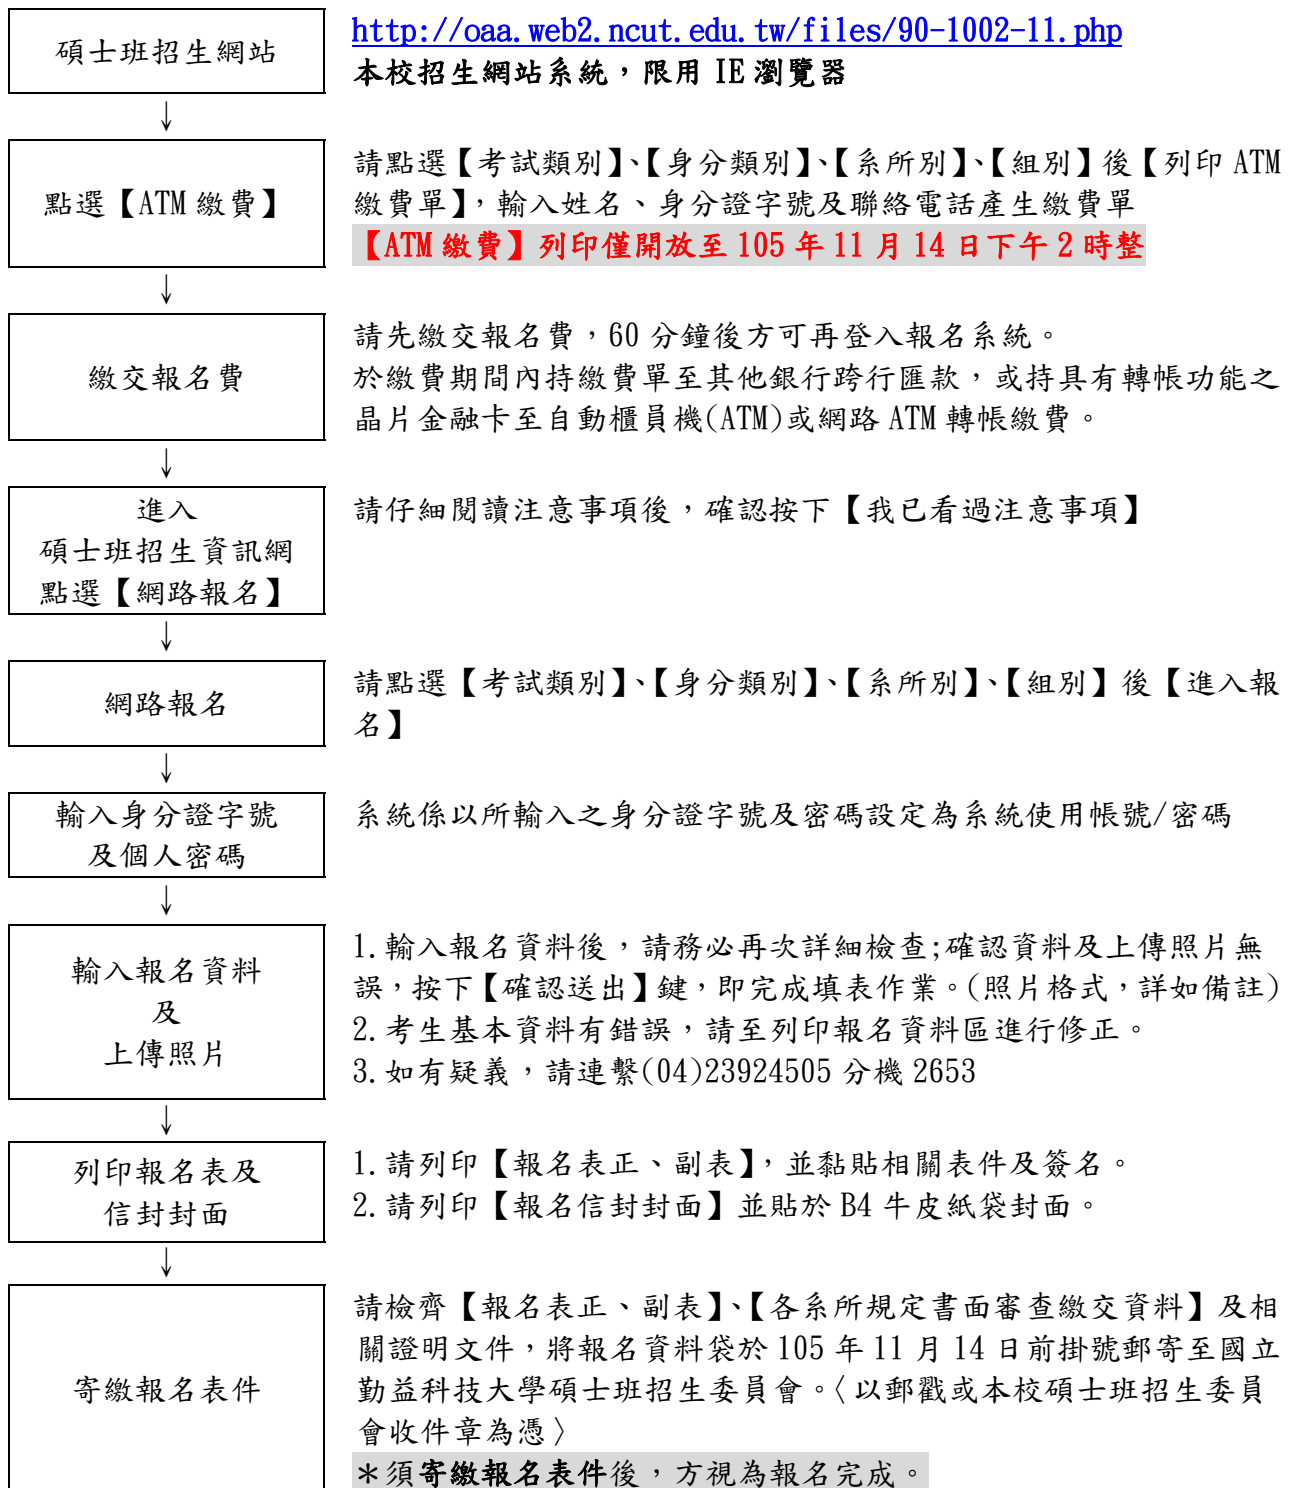 碩士班招生網站
http://oaa.web2.ncut.edu.tw/files/90-1002-11.php
本校招生網站系統，限用 IE 瀏覽器
↓
點選【ATM 繳費】
請點選【考試類別】、【身分類別】、【系所別】、【組別】後【列印 ATM
繳費單】，輸入姓名、身分證字號及聯絡電話產生繳費單
【ATM 繳費】列印僅開放至 105 年 11 月 14 日下午 2 時整
↓
繳交報名費
請先繳交報名費，60 分鐘後方可再登入報名系統。
於繳費期間內持繳費單至其他銀行跨行匯款，或持具有轉帳功能之
晶片金融卡至自動櫃員機(ATM)或網路 ATM 轉帳繳費。
↓
進入
碩士班招生資訊網
點選【網路報名】
請仔細閱讀注意事項後，確認按下【我已看過注意事項】
↓
網路報名
請點選【考試類別】、【身分類別】、【系所別】、【組別】後【進入報
名】
↓
輸入身分證字號
及個人密碼
系統係以所輸入之身分證字號及密碼設定為系統使用帳號/密碼
↓
輸入報名資料
及
上傳照片
1.輸入報名資料後，請務必再次詳細檢查;確認資料及上傳照片無
誤，按下【確認送出】鍵，即完成填表作業。(照片格式，詳如備註)
2.考生基本資料有錯誤，請至列印報名資料區進行修正。
3.如有疑義，請連繫(04)23924505 分機 2653
↓
列印報名表及
信封封面
1.請列印【報名表正、副表】，並黏貼相關表件及簽名。
2.請列印【報名信封封面】並貼於 B4 牛皮紙袋封面。
↓
寄繳報名表件
請檢齊【報名表正、副表】、【各系所規定書面審查繳交資料】及相
關證明文件，將報名資料袋於 105 年 11 月 14 日前掛號郵寄至國立
勤益科技大學碩士班招生委員會。〈以郵戳或本校碩士班招生委員
會收件章為憑〉
＊須寄繳報名表件後，方視為報名完成。